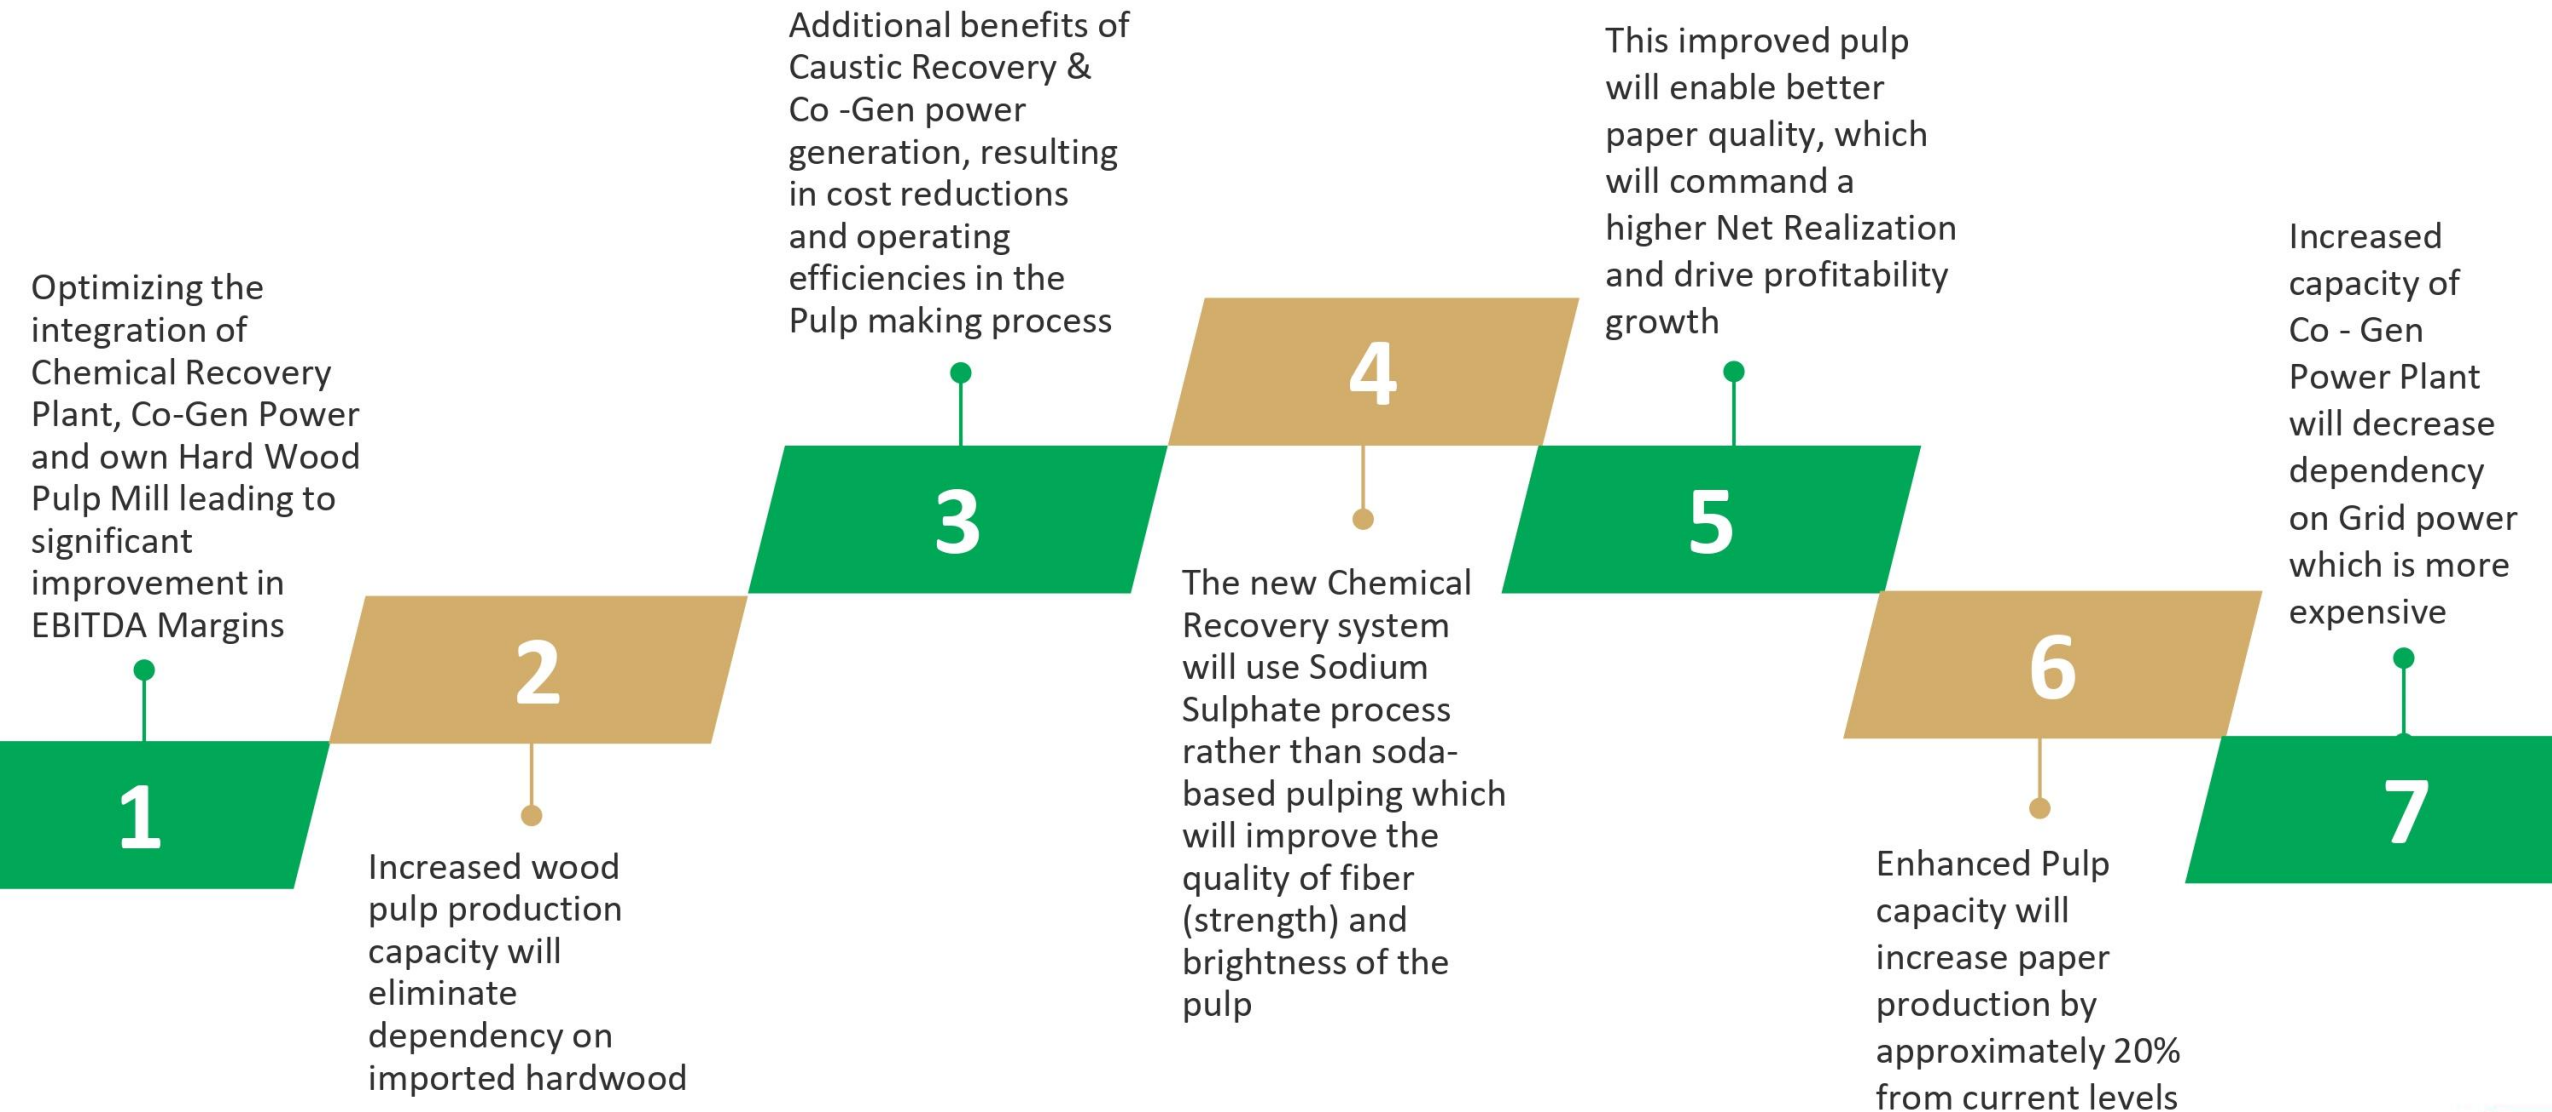 Optimizing the
integration of
Chemical Recovery
Plant, Co-Gen Power
and own Hard Wood
Pulp Mill leading to
significant
improvement in
EBITDA Margins
1
2
Increased wood
pulp production
capacity will
eliminate
dependency on
imported hardwood
Additional benefits of
Caustic Recovery &
Co -Gen power
generation, resulting
in cost reductions
and operating
efficiencies in the
Pulp making process
3
4
The new Chemical
Recovery system
will use Sodium
Sulphate process
rather than soda-
based pulping which
will improve the
quality of fiber
(strength) and
brightness of the
pulp
This improved pulp
will enable better
paper quality, which
will command a
higher Net Realization
and drive profitability
growth
5
6
Enhanced Pulp
capacity will
increase paper
production by
approximately 20%
from current levels
Increased
capacity of
Co - Gen
Power Plant
will decrease
dependency
on Grid power
which is more
expensive
7